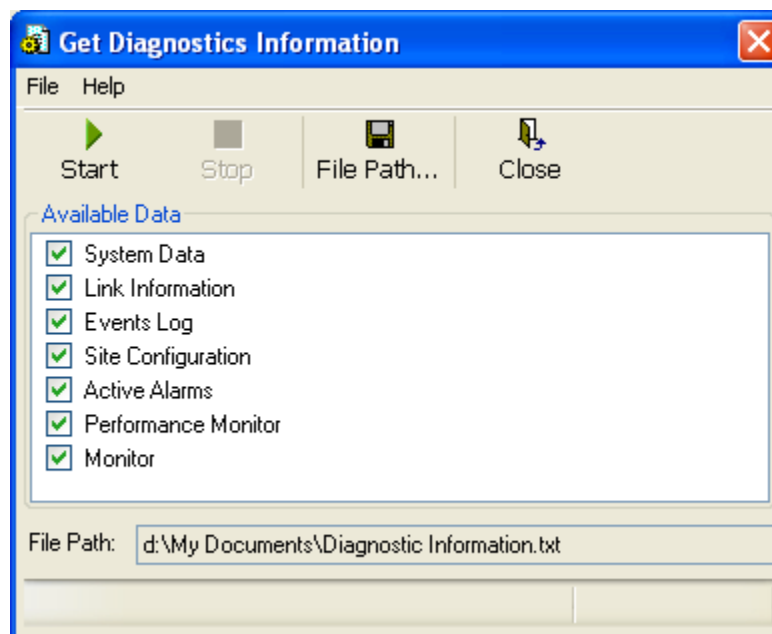 Get Diagnostics Information
File Help
Start Stop File Path... Close
Available Data
System Data
Link Information
Events Log
Site Configuration
Active Alarms
Performance Monitor
Monitor
File Path: d:\My Documents\Diagnostic Information.txt